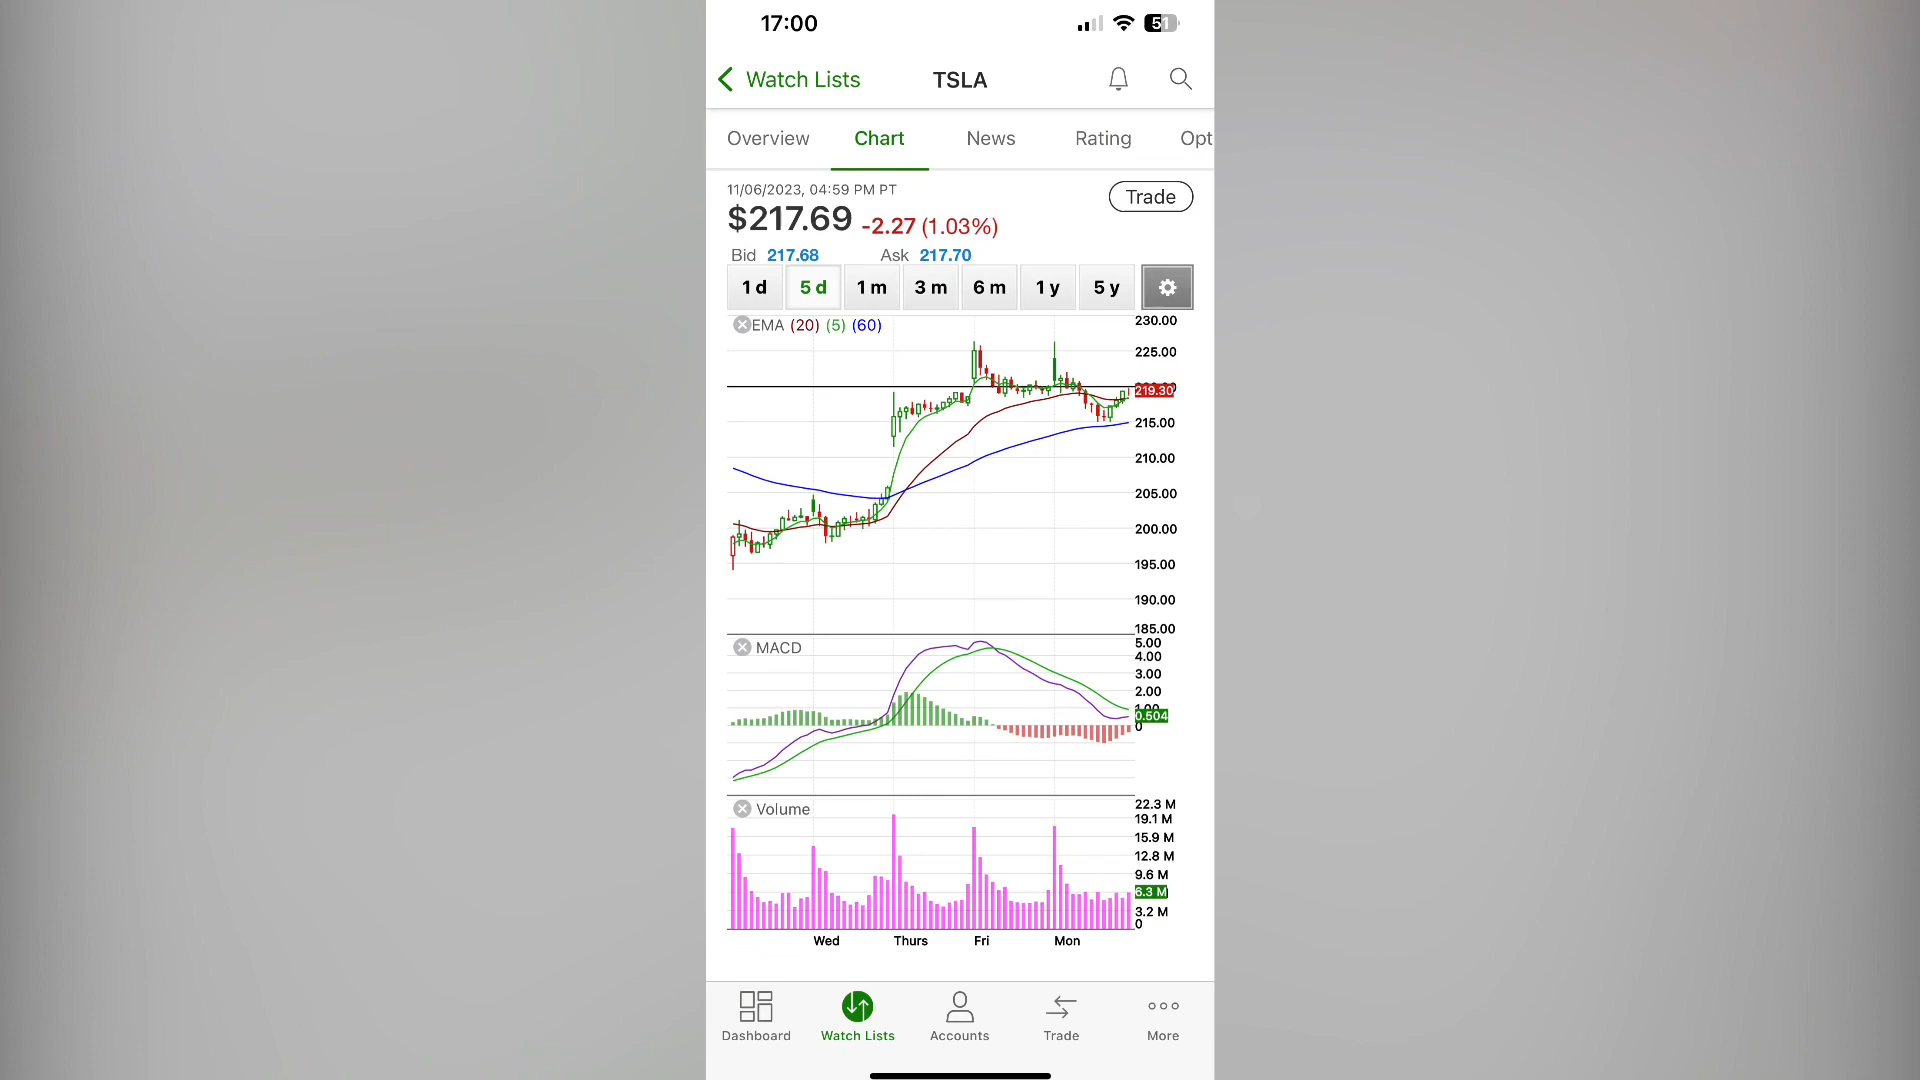 17:00
51
Watch Lists
TSLA
Overview
Chart
News
Rating
Opt
11/06/2023, 04:59 PM PT
$217.69 -2.27 (1.03%)
Trade
Bid 217.68 Ask 217.70
1 d
5 d
1 m
3 m
6 m
1 y
5 y
EMA (20) (5) (60)
230.00
225.00
219.30
215.00
210.00
205.00
200.00
195.00
190.00
185.00
MACD
5.00
4.00
3.00
2.00
1.00
0.604
0
Volume
22.3 M
19.1 M
15.9 M
12.8 M
9.6 M
6.3 M
3.2 M
0
Wed
Thurs
Fri
Mon
Dashboard
Watch Lists
Accounts
Trade
More